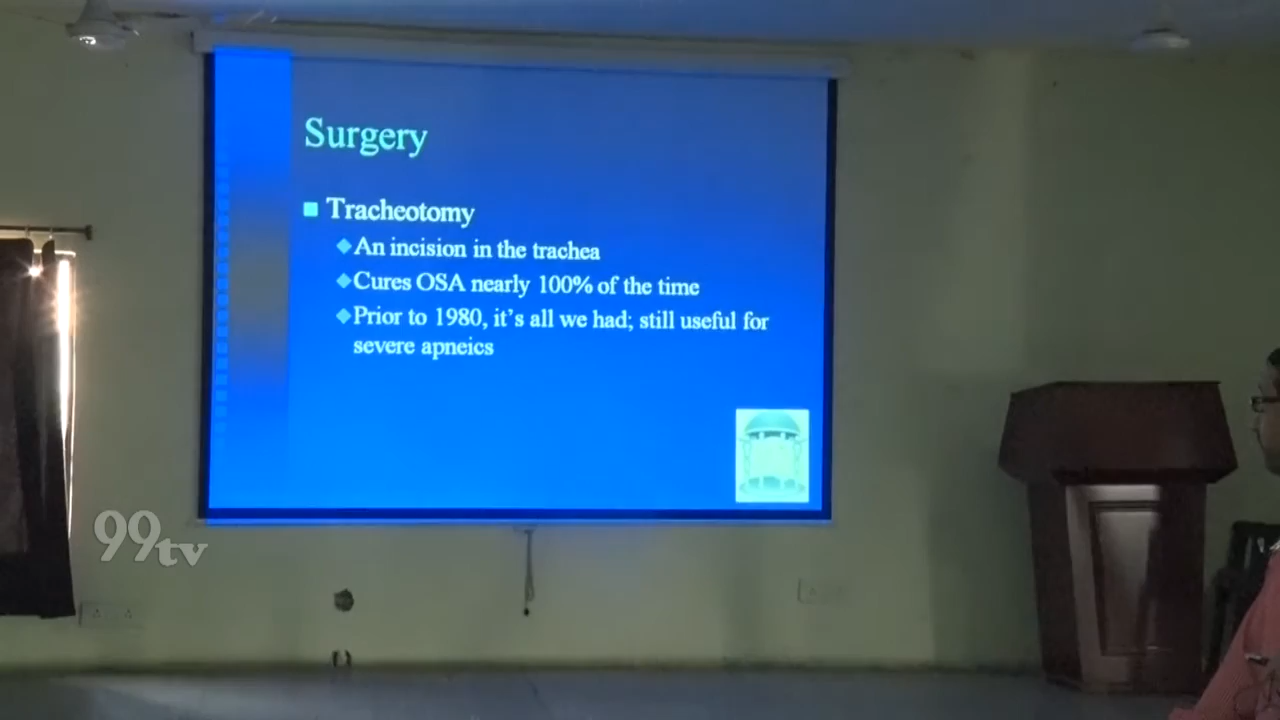 Surgery
Tracheotomy
An incision in the trachea
Cures OSA nearly 100% of the time
Prior to 1980, it's all we had; still useful for
severe apneics
99tv